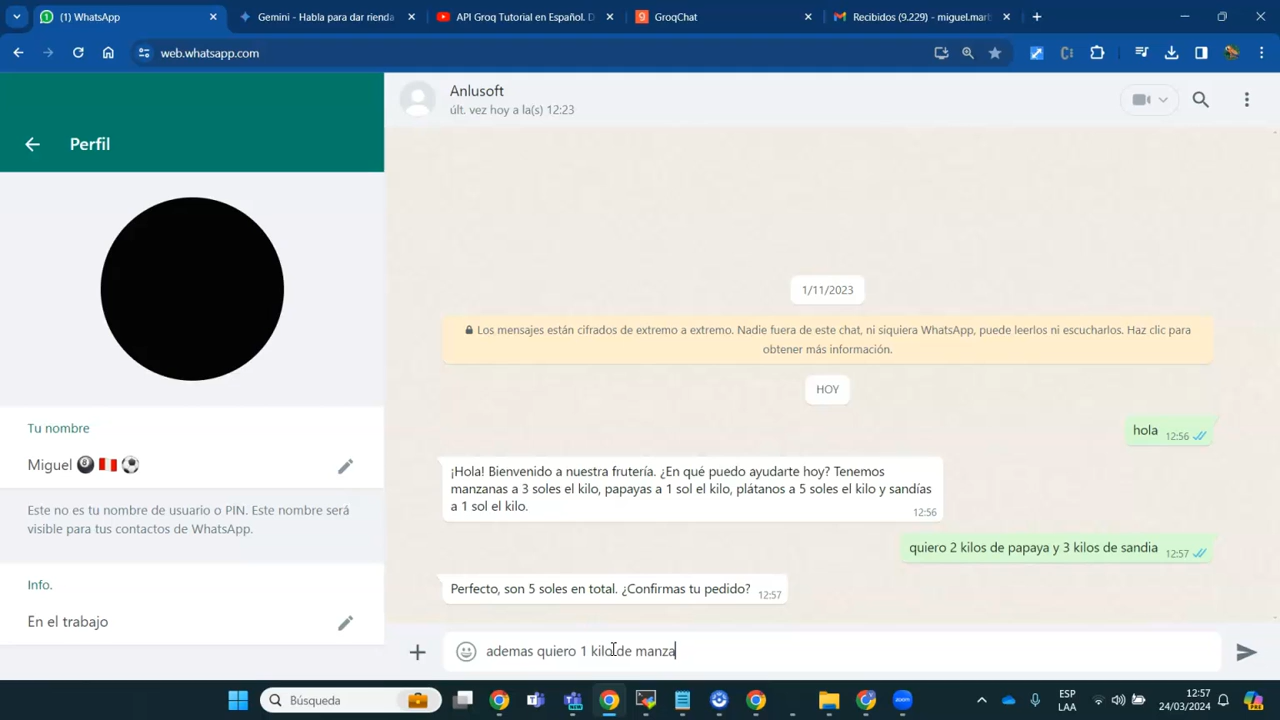 (1) WhatsApp
Gemini - Habla para dar rienda
API Groq Tutorial en Español. D
GroqChat
Recibidos (9.229) - miguel.mart
web.whatsapp.com
Perfil
Tu nombre
Miguel 🎱 🇵🇪 ⚽
Este no es tu nombre de usuario o PIN. Este nombre será
visible para tus contactos de WhatsApp.
Info.
En el trabajo
Anlusoft
últ. vez hoy a la(s) 12:23
1/11/2023
Los mensajes están cifrados de extremo a extremo. Nadie fuera de este chat, ni siquiera WhatsApp, puede leerlos ni escucharlos. Haz clic para
obtener más información.
HOY
hola 12:56
¡Hola! Bienvenido a nuestra frutería. ¿En qué puedo ayudarte hoy? Tenemos
manzanas a 3 soles el kilo, papayas a 1 sol el kilo, plátanos a 5 soles el kilo y sandías
a 1 sol el kilo. 12:56
quiero 2 kilos de papaya y 3 kilos de sandia 12:57
Perfecto, son 5 soles en total. ¿Confirmas tu pedido? 12:57
ademas quiero 1 kilo de manza
Búsqueda
ESP
LAA
12:57
24/03/2024